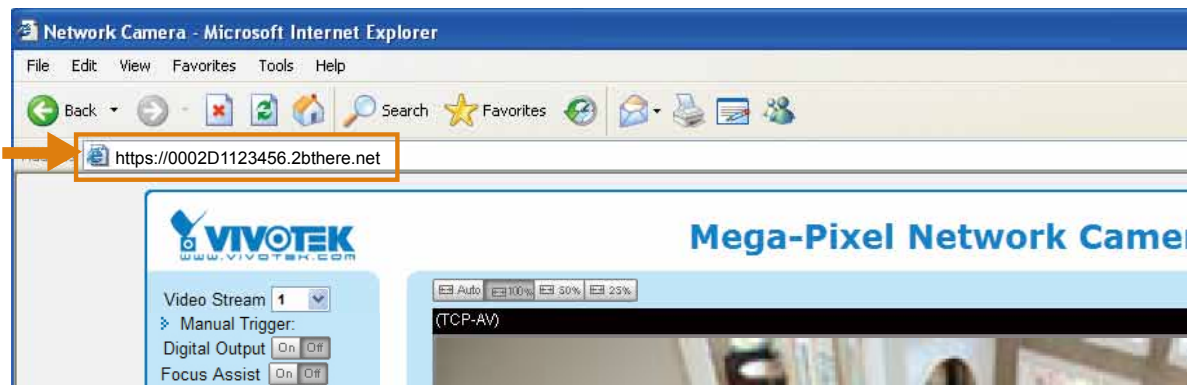 Network Camera - Microsoft Internet Explorer
File Edit View Favorites Tools Help
Back Search Favorites
https://0002D1123456.2bthere.net
VIVOTEK
www.vivotek.com
Mega-Pixel Network Came
Auto 100% 50% 25%
Video Stream 1
(TCP-AV)
Manual Trigger:
Digital Output On Off
Focus Assist On Off